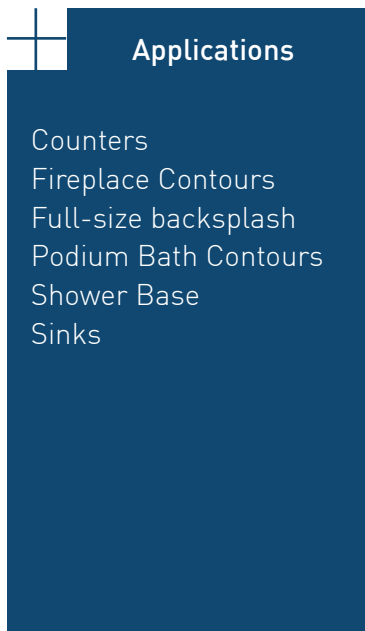 Applications
Counters
Fireplace Contours
Full-size backsplash
Podium Bath Contours
Shower Base
Sinks